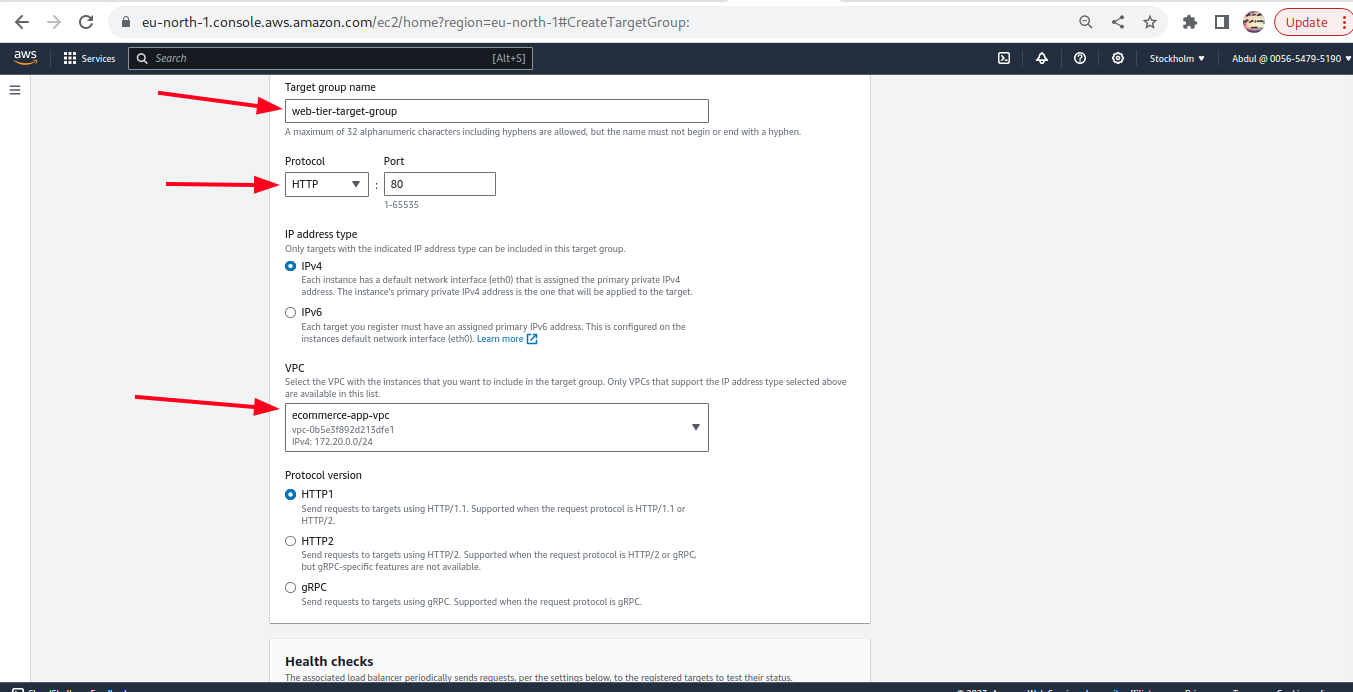 eu-north-1.console.aws.amazon.com/ec2/home?region=eu-north-1#CreateTargetGroup:
Update
aws
Services
Search
[Alt+S]
Stockholm
Abdul @ 0056-5479-5190
Target group name
web-tier-target-group
A maximum of 32 alphanumeric characters including hyphens are allowed, but the name must not begin or end with a hyphen.
Protocol
Port
HTTP
:
80
1-65535
IP address type
Only targets with the indicated IP address type can be included in this target group.
IPv4
Each instance has a default network interface (eth0) that is assigned the primary private IPv4
address. The instance's primary private IPv4 address is the one that will be applied to the target.
IPv6
Each target you register must have an assigned primary IPv6 address. This is configured on the
instances default network interface (eth0). Learn more
VPC
Select the VPC with the instances that you want to include in the target group. Only VPCs that support the IP address type selected above
are available in this list.
ecommerce-app-vpc
vpc-0b5e3f892d213dfe1
IPv4: 172.20.0.0/24
Protocol version
HTTP1
Send requests to targets using HTTP/1.1. Supported when the request protocol is HTTP/1.1 or
HTTP/2.
HTTP2
Send requests to targets using HTTP/2. Supported when the request protocol is HTTP/2 or gRPC,
but gRPC-specific features are not available.
gRPC
Send requests to targets using gRPC. Supported when the request protocol is gRPC.
Health checks
The associated load balancer periodically sends requests, per the settings below, to the registered targets to test their status.